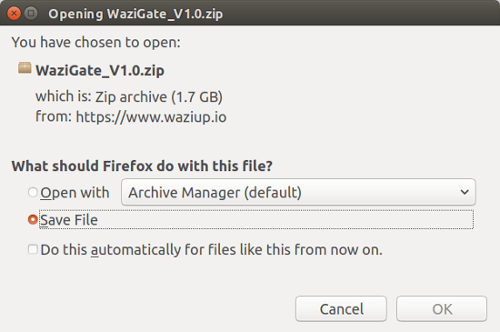 Opening WaziGate_V1.0.zip
You have chosen to open:
WaziGate_V1.0.zip
which is: Zip archive (1.7 GB)
from: https://www.waziup.io
What should Firefox do with this file?
Open with Archive Manager (default)
Save File
Do this automatically for files like this from now on.
Cancel OK